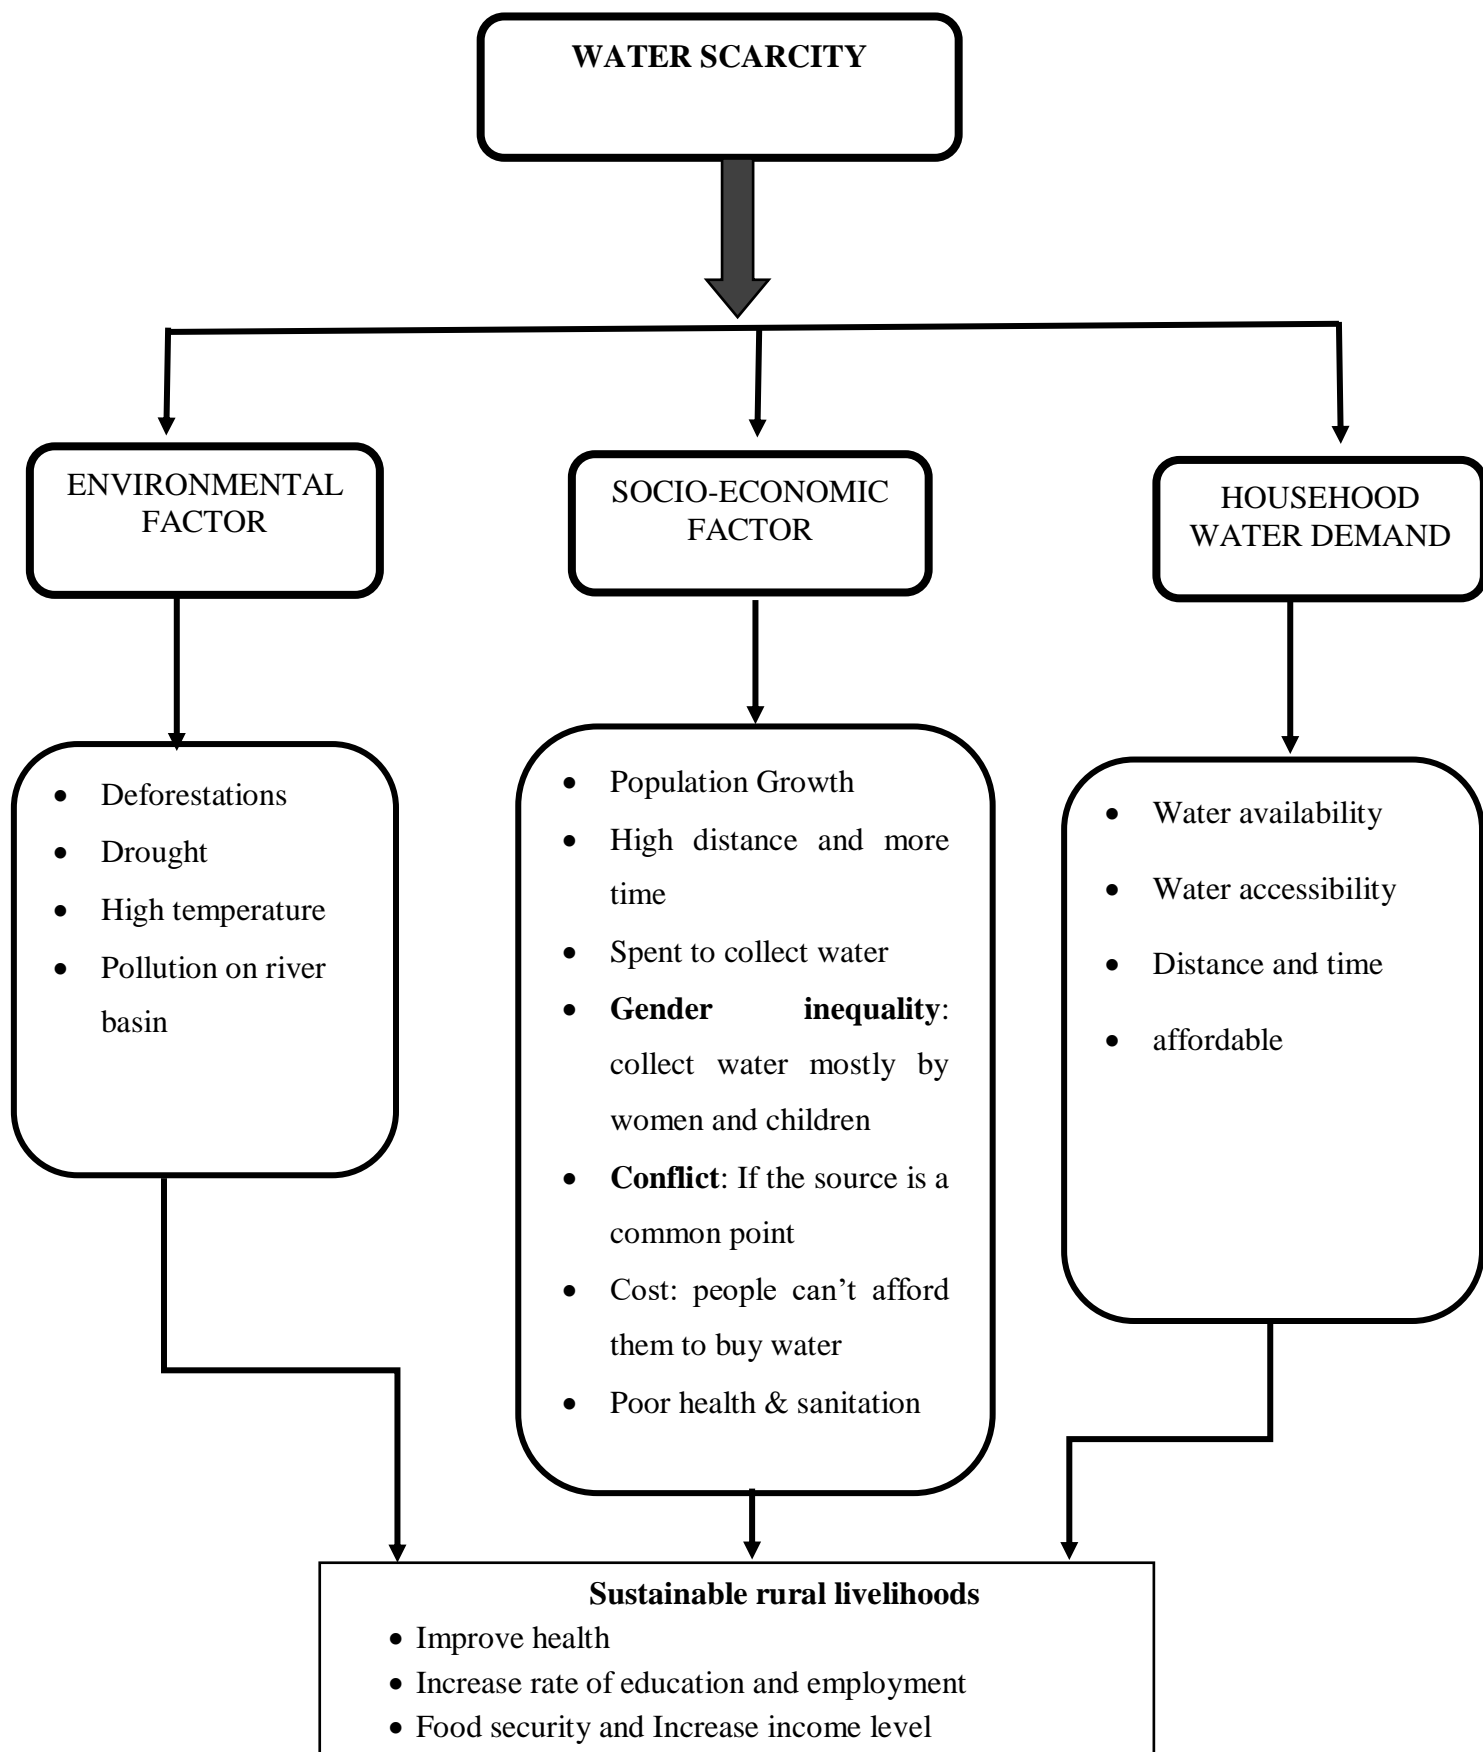 WATER SCARCITY
ENVIRONMENTAL
FACTOR
SOCIO-ECONOMIC
FACTOR
HOUSEHOOD
WATER DEMAND
• Deforestations
• Drought
• High temperature
• Pollution on river
basin
• Population Growth
• High distance and more
time
• Spent to collect water
• Gender inequality:
collect water mostly by
women and children
• Conflict: If the source is a
common point
• Cost: people can’t afford
them to buy water
• Poor health & sanitation
• Water availability
• Water accessibility
• Distance and time
• affordable
Sustainable rural livelihoods
• Improve health
• Increase rate of education and employment
• Food security and Increase income level